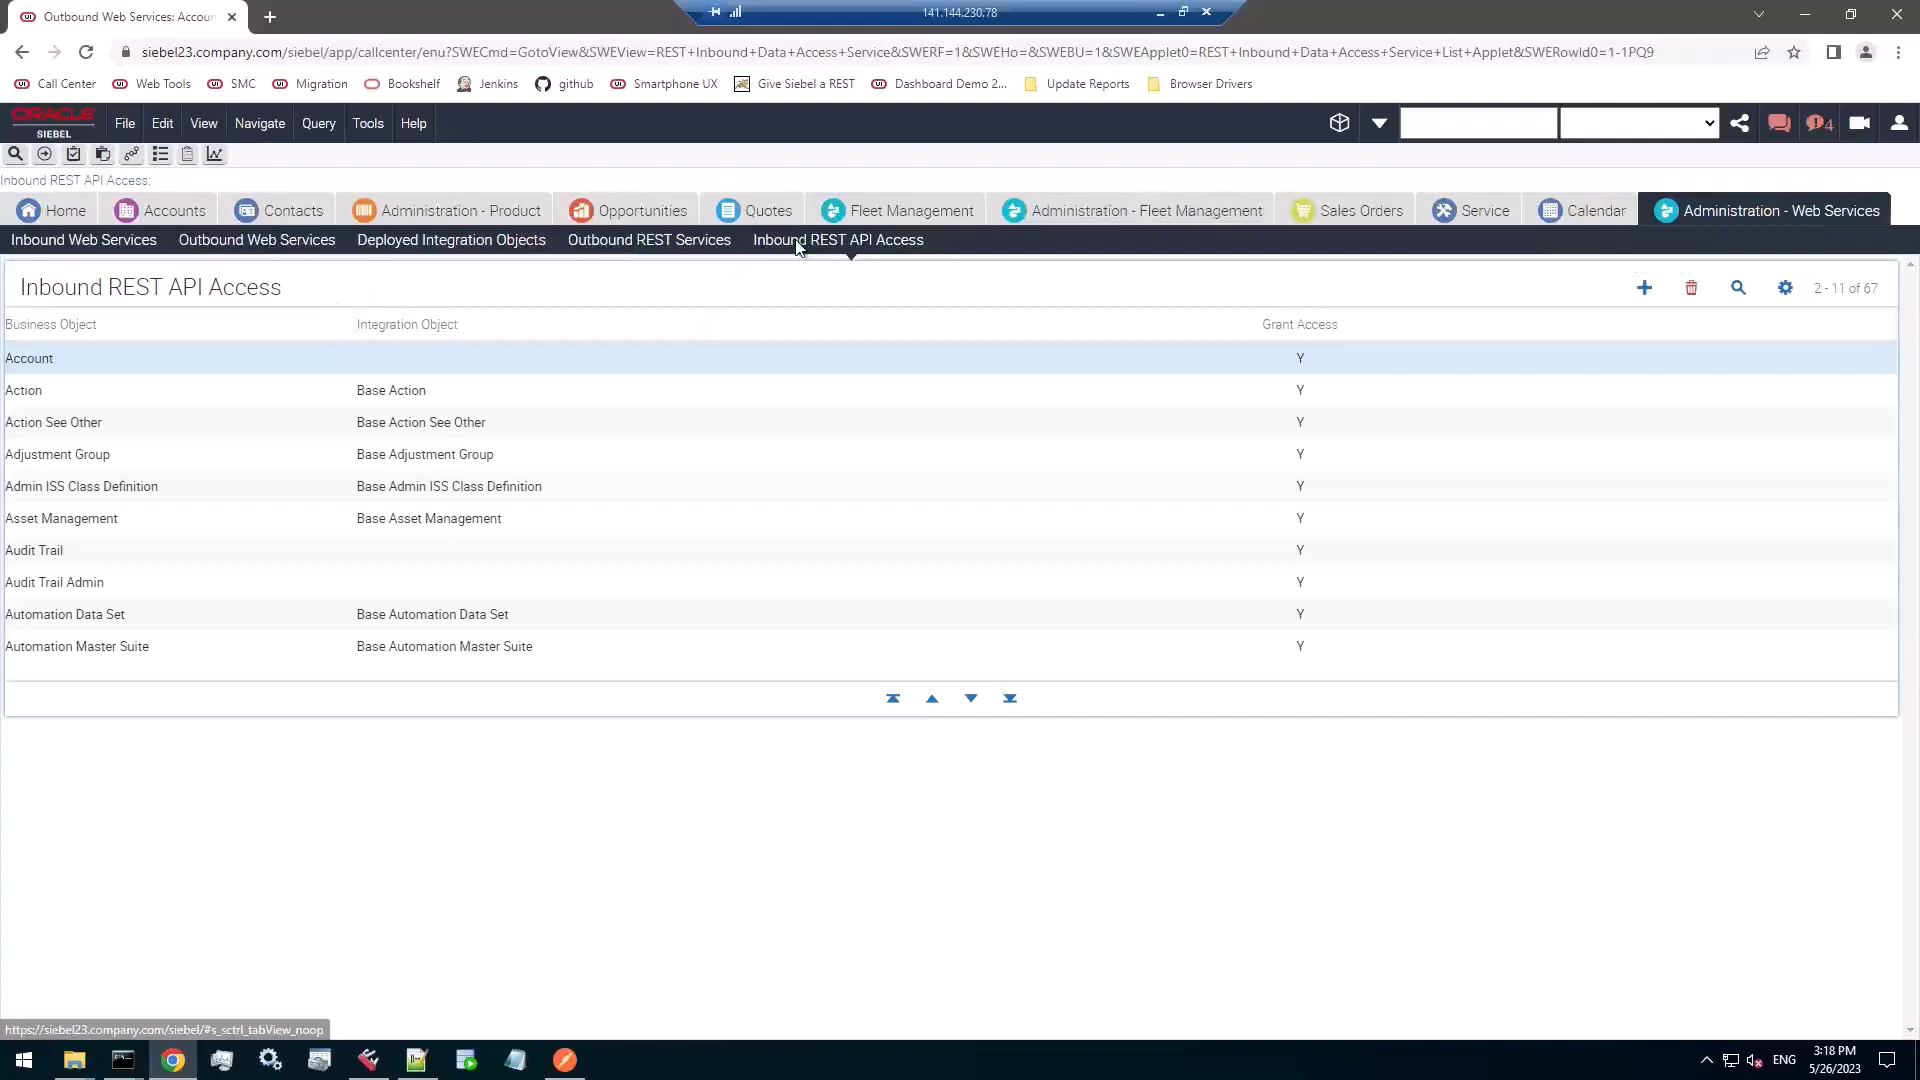 Outbound Web Services: Accoun
141.144.230.78
siebel23.company.com/siebel/app/callcenter/enu?SWECmd=GotoView&SWEView=REST+Inbound+Data+Access+Service&SWERF=1&SWEHo=&SWEBU=1&SWEApplet0=REST+Inbound+Data+Access+Service+List+Applet&SWERowId0=1-1PQ9
Call Center Web Tools SMC Migration Bookshelf Jenkins github Smartphone UX Give Siebel a REST Dashboard Demo 2... Update Reports Browser Drivers
ORACLE
SIEBEL
File Edit View Navigate Query Tools Help
4
Inbound REST API Access:
Home Accounts Contacts Administration - Product Opportunities Quotes Fleet Management Administration - Fleet Management Sales Orders Service Calendar Administration - Web Services
Inbound Web Services Outbound Web Services Deployed Integration Objects Outbound REST Services Inbound REST API Access
Inbound REST API Access
2 - 11 of 67
Business Object Integration Object Grant Access
Account Y
Action Base Action Y
Action See Other Base Action See Other Y
Adjustment Group Base Adjustment Group Y
Admin ISS Class Definition Base Admin ISS Class Definition Y
Asset Management Base Asset Management Y
Audit Trail Y
Audit Trail Admin Y
Automation Data Set Base Automation Data Set Y
Automation Master Suite Base Automation Master Suite Y
https://siebel23.company.com/siebel/#s_sctrl_tabView_noop
ENG
3:18 PM
5/26/2023